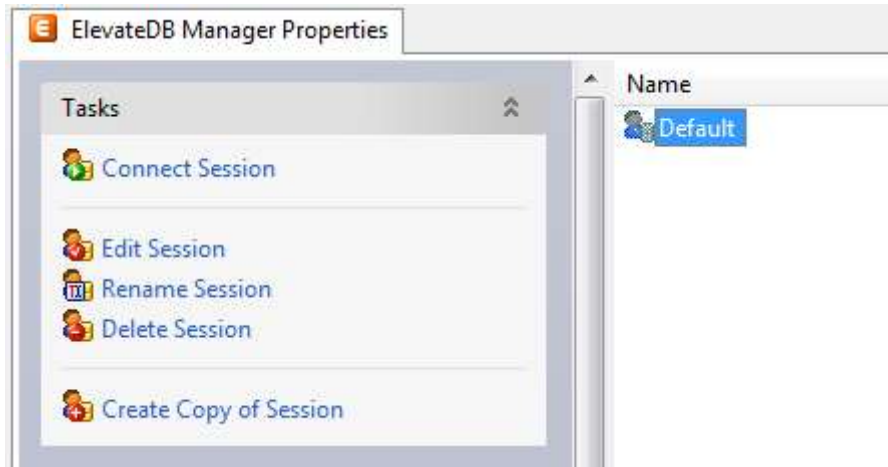 ElevateDB Manager Properties
Tasks
Connect Session
Edit Session
Rename Session
Delete Session
Create Copy of Session
Name
Default